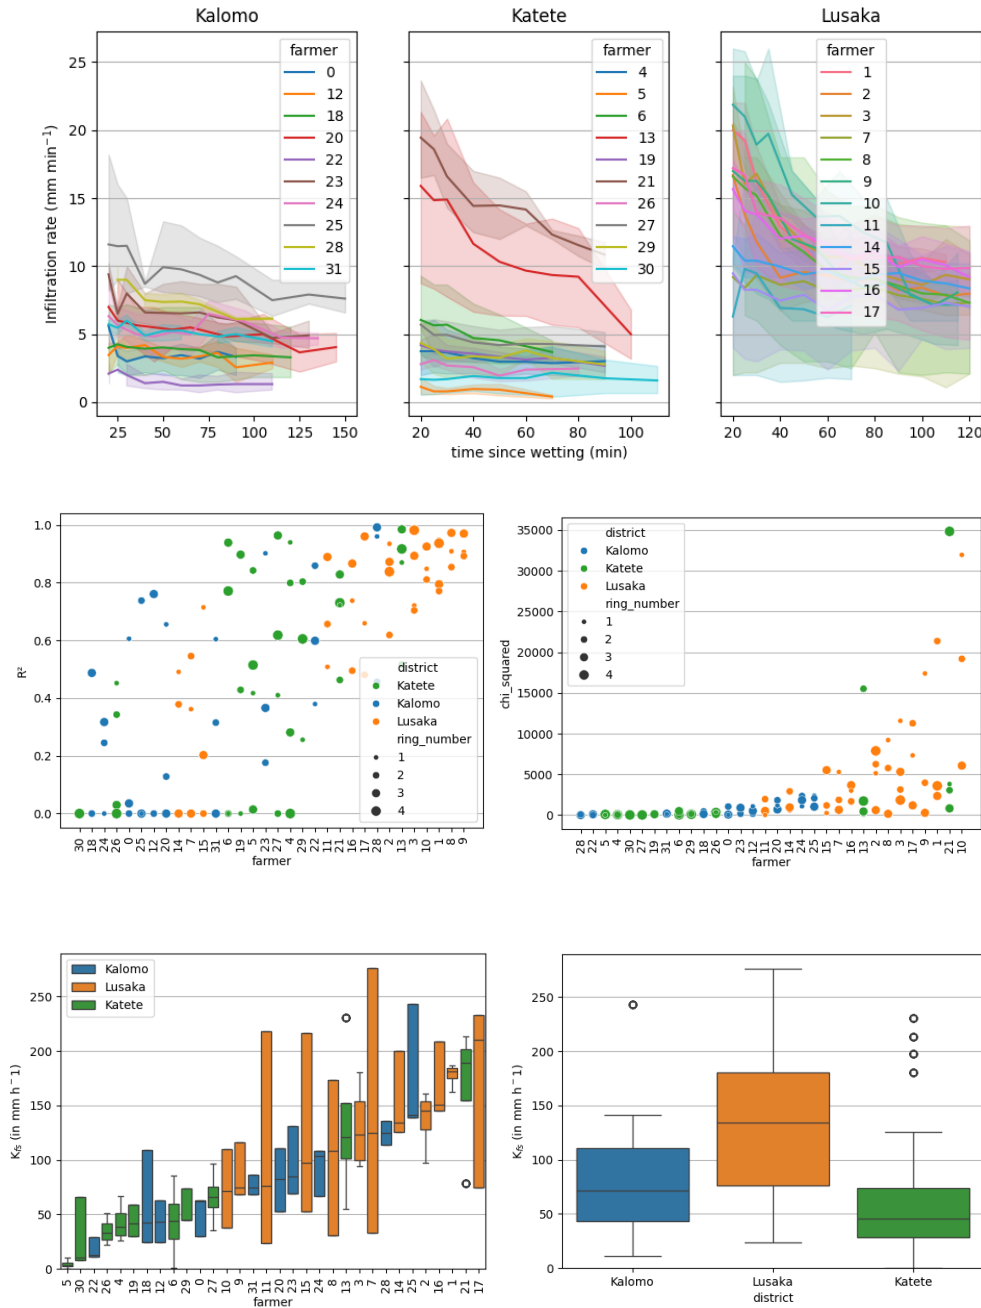 Kalomo
Katete
Lusaka
Infiltration rate (mm min⁻¹)
25
20
15
10
5
0
farmer
0
12
18
20
22
23
24
25
28
31
25 50 75 100 125 150
farmer
4
5
6
13
19
21
26
27
29
30
20 40 60 80 100
time since wetting (min)
farmer
1
2
3
7
8
9
10
11
14
15
16
17
20 40 60 80 100 120
R²
1.0
0.8
0.6
0.4
0.2
0.0
district
Katete
Kalomo
Lusaka
ring_number
1
2
3
4
30 18 24 26 0 25 12 20 14 7 15 31 6 19 5 23 27 4 29 22 11 21 16 17 28 2 13 3 10 1 8 9
farmer
chi_squared
35000
30000
25000
20000
15000
10000
5000
0
district
Kalomo
Katete
Lusaka
ring_number
1
2
3
4
28 22 5 4 30 27 19 31 6 29 18 26 0 23 12 11 20 14 24 25 15 7 16 13 2 8 3 17 9 1 21 10
farmer
K_fs (in mm h⁻1)
250
200
150
100
50
0
Kalomo
Lusaka
Katete
5 30 22 26 4 19 18 12 6 29 0 27 10 9 31 11 20 23 15 24 8 13 3 7 28 14 25 2 16 1 21 17
farmer
K_fs (in mm h⁻1)
250
200
150
100
50
0
Kalomo Lusaka Katete
district